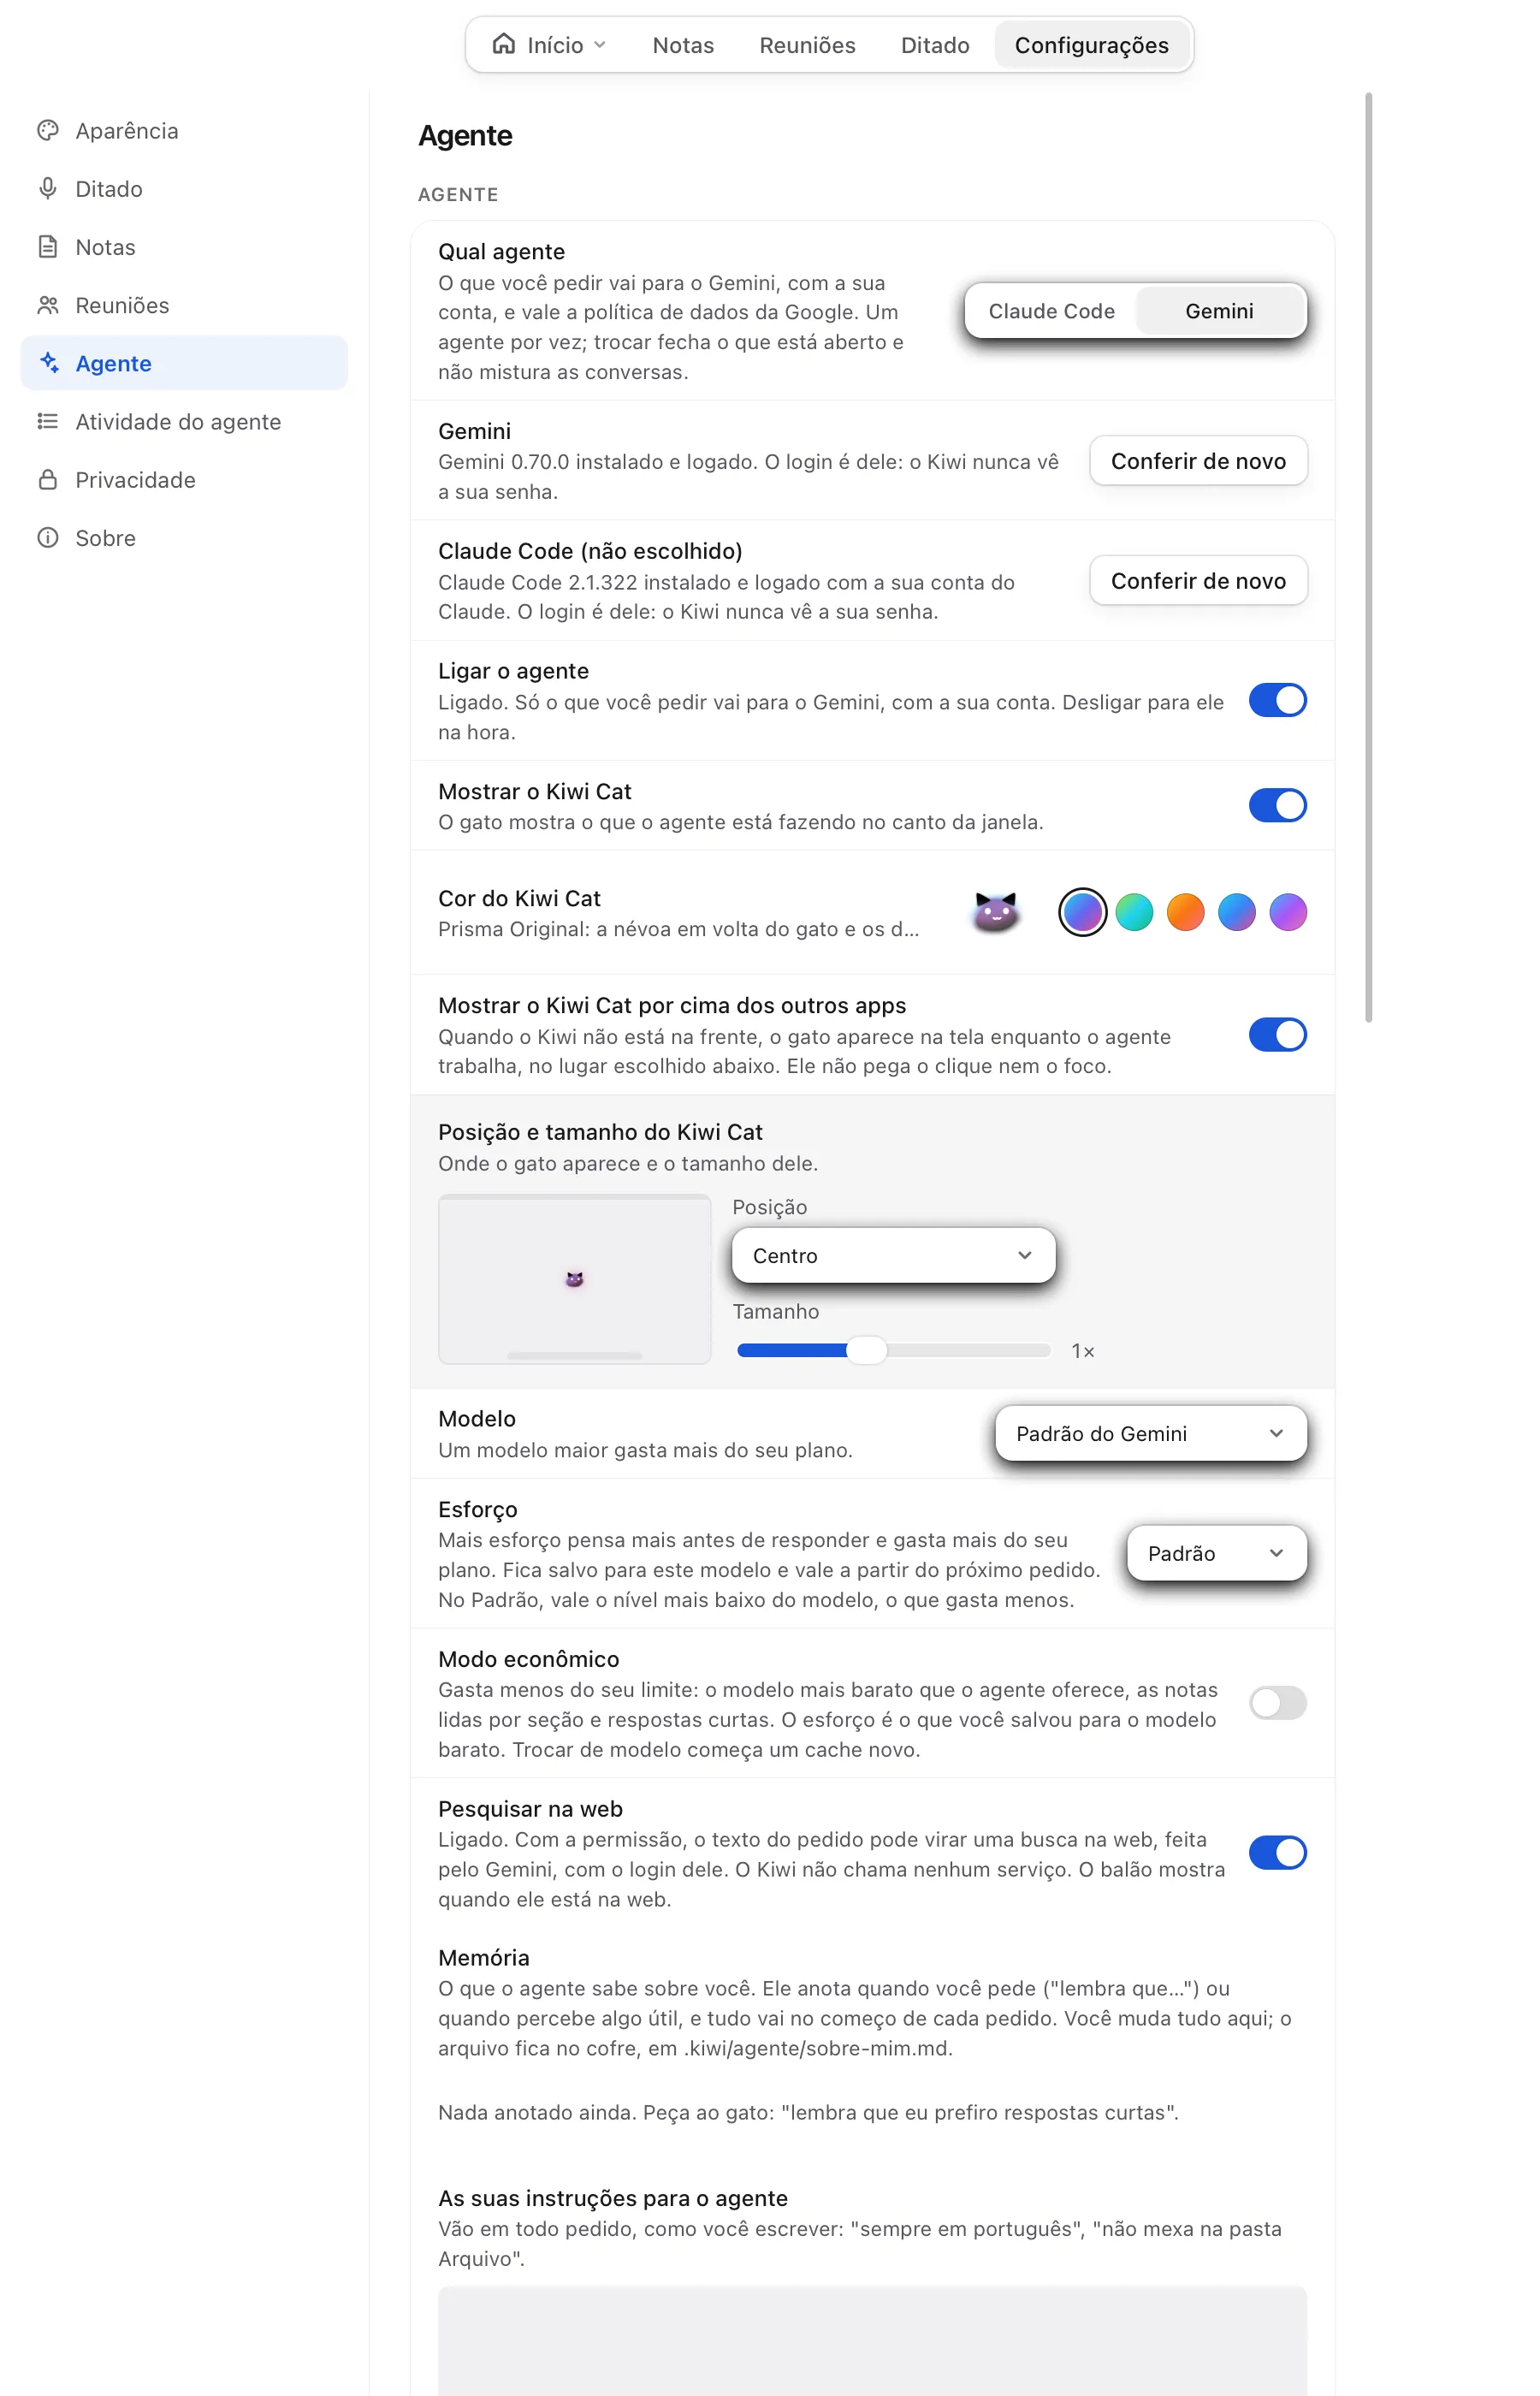 Início
Notas
Reuniões
Ditado
Configurações
Aparência
Ditado
Notas
Reuniões
Agente
Atividade do agente
Privacidade
Sobre
Agente
AGENTE
Qual agente
O que você pedir vai para o Gemini, com a sua
conta, e vale a política de dados da Google. Um
agente por vez; trocar fecha o que está aberto e
não mistura as conversas.
Claude Code
Gemini
Gemini
Gemini 0.70.0 instalado e logado. O login é dele: o Kiwi nunca vê
a sua senha.
Conferir de novo
Claude Code (não escolhido)
Claude Code 2.1.322 instalado e logado com a sua conta do
Claude. O login é dele: o Kiwi nunca vê a sua senha.
Conferir de novo
Ligar o agente
Ligado. Só o que você pedir vai para o Gemini, com a sua conta. Desligar para ele
na hora.
Mostrar o Kiwi Cat
O gato mostra o que o agente está fazendo no canto da janela.
Cor do Kiwi Cat
Prisma Original: a névoa em volta do gato e os d...
Mostrar o Kiwi Cat por cima dos outros apps
Quando o Kiwi não está na frente, o gato aparece na tela enquanto o agente
trabalha, no lugar escolhido abaixo. Ele não pega o clique nem o foco.
Posição e tamanho do Kiwi Cat
Onde o gato aparece e o tamanho dele.
Posição
Centro
Tamanho
1×
Modelo
Um modelo maior gasta mais do seu plano.
Padrão do Gemini
Esforço
Mais esforço pensa mais antes de responder e gasta mais do seu
plano. Fica salvo para este modelo e vale a partir do próximo pedido.
No Padrão, vale o nível mais baixo do modelo, o que gasta menos.
Padrão
Modo econômico
Gasta menos do seu limite: o modelo mais barato que o agente oferece, as notas
lidas por seção e respostas curtas. O esforço é o que você salvou para o modelo
barato. Trocar de modelo começa um cache novo.
Pesquisar na web
Ligado. Com a permissão, o texto do pedido pode virar uma busca na web, feita
pelo Gemini, com o login dele. O Kiwi não chama nenhum serviço. O balão mostra
quando ele está na web.
Memória
O que o agente sabe sobre você. Ele anota quando você pede ("lembra que...") ou
quando percebe algo útil, e tudo vai no começo de cada pedido. Você muda tudo aqui; o
arquivo fica no cofre, em .kiwi/agente/sobre-mim.md.
Nada anotado ainda. Peça ao gato: "lembra que eu prefiro respostas curtas".
As suas instruções para o agente
Vão em todo pedido, como você escrever: "sempre em português", "não mexa na pasta
Arquivo".